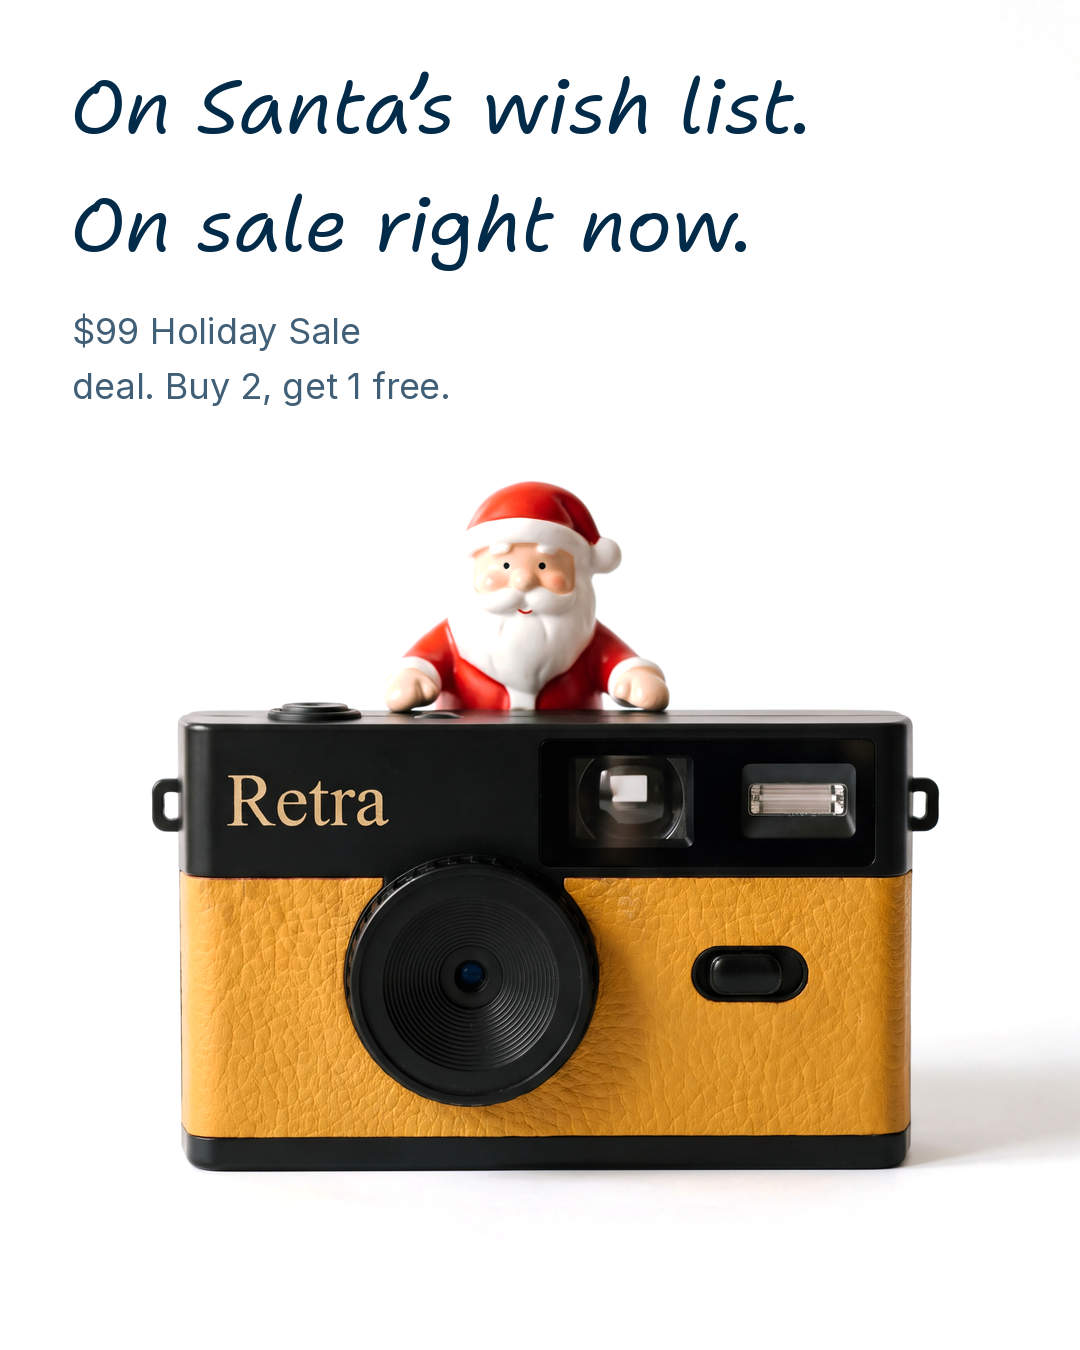 On Santa’s wish list.
On sale right now.
$99 Holiday Sale
deal. Buy 2, get 1 free.
Retra